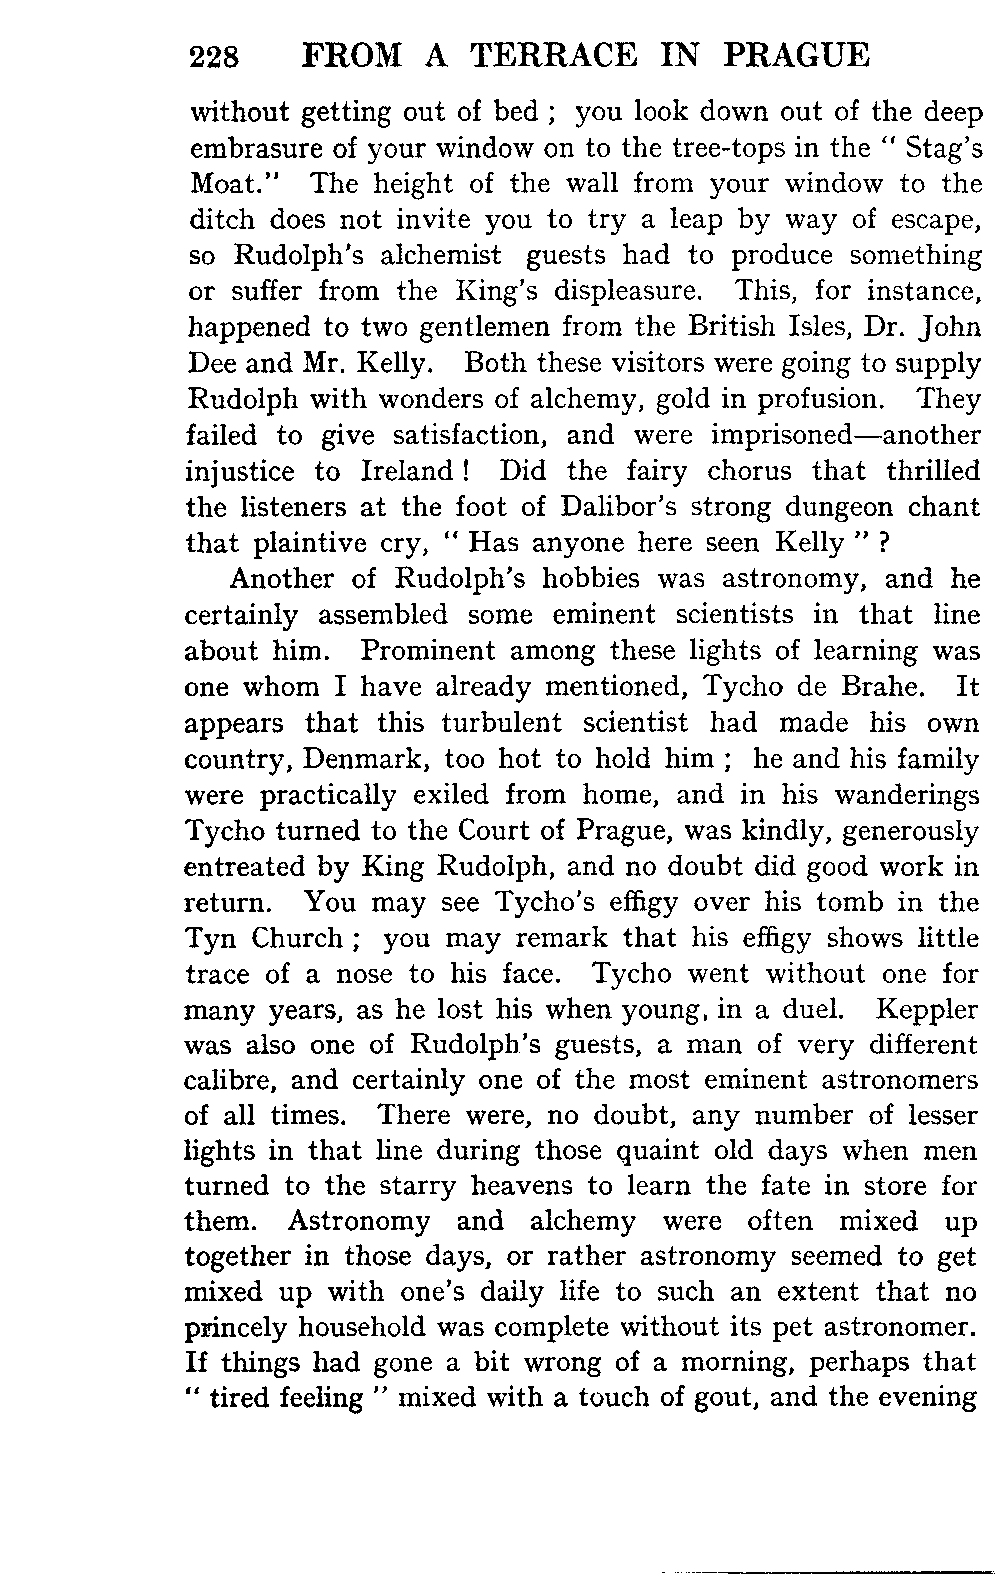 228 FROM A TERRACE IN PRAGUE
without getting out of bed ; you look down out of the deep
embrasure of your window on to the tree-tops in the “ Stag's
Moat.” The height of the wall from your window to the
ditch does not invite you to try a leap by way of escape,
so Rudolph's alchemist guests had to produce something
or suffer from the King's displeasure. This, for instance,
happened to two gentlemen from the British Isles, Dr. John
Dee and Mr. Kelly. Both these visitors were going to supply
Rudolph with wonders of alchemy, gold in profusion. They
failed to give satisfaction, and were imprisoned—another
injustice to Ireland ! Did the fairy chorus that thrilled
the listeners at the foot of Dalibor's strong dungeon chant
that plaintive cry, “ Has anyone here seen Kelly ” ?
Another of Rudolph's hobbies was astronomy, and he
certainly assembled some eminent scientists in that line
about him. Prominent among these lights of learning was
one whom I have already mentioned, Tycho de Brahe. It
appears that this turbulent scientist had made his own
country, Denmark, too hot to hold him ; he and his family
were practically exiled from home, and in his wanderings
Tycho turned to the Court of Prague, was kindly, generously
entreated by King Rudolph, and no doubt did good work in
return. You may see Tycho's effigy over his tomb in the
Tyn Church ; you may remark that his effigy shows little
trace of a nose to his face. Tycho went without one for
many years, as he lost his when young, in a duel. Keppler
was also one of Rudolph's guests, a man of very different
calibre, and certainly one of the most eminent astronomers
of all times. There were, no doubt, any number of lesser
lights in that line during those quaint old days when men
turned to the starry heavens to learn the fate in store for
them. Astronomy and alchemy were often mixed up
together in those days, or rather astronomy seemed to get
mixed up with one's daily life to such an extent that no
princely household was complete without its pet astronomer.
If things had gone a bit wrong of a morning, perhaps that
“ tired feeling ” mixed with a touch of gout, and the evening